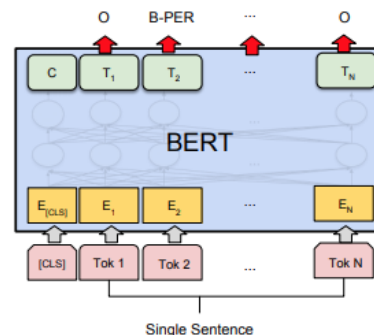 O B-PER ... O
C T1 T2 ... TN
BERT
E[CLS] E1 E2 ... EN
[CLS] Tok 1 Tok 2 ... Tok N
Single Sentence